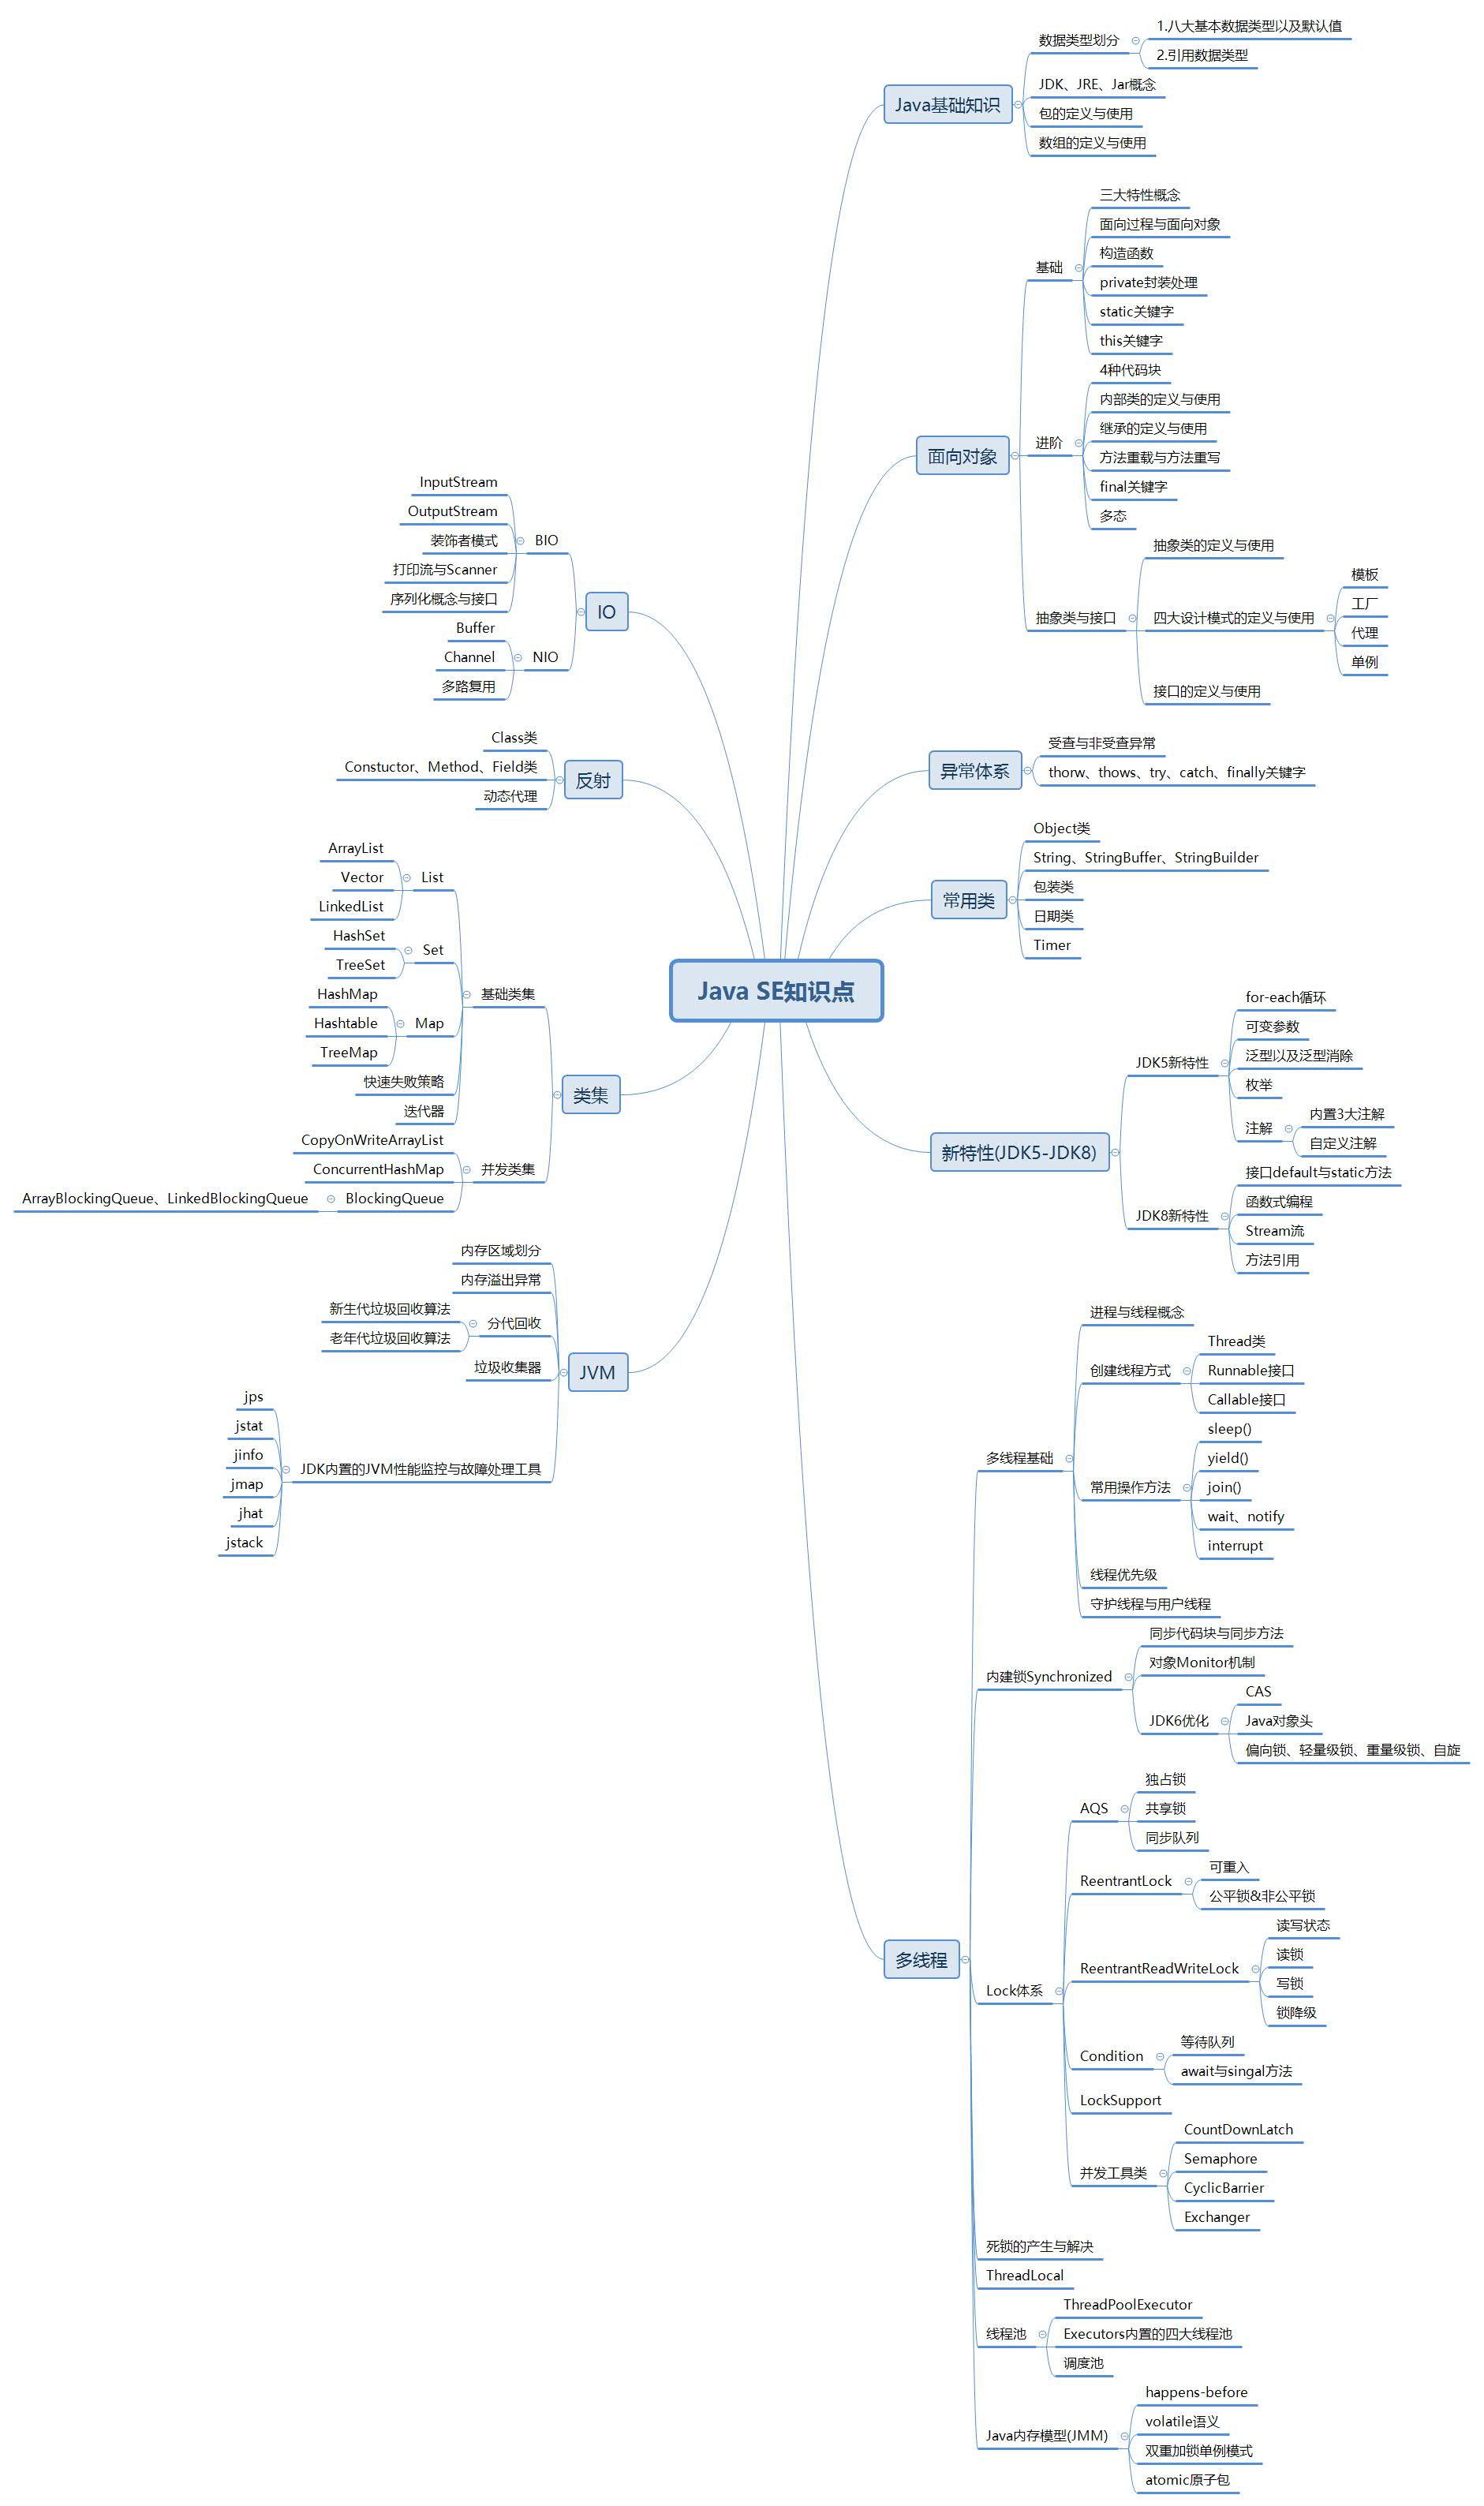 Java SE知识点
Java基础知识
数据类型划分
1.八大基本数据类型以及默认值
2.引用数据类型
JDK、JRE、Jar概念
包的定义与使用
数组的定义与使用
面向对象
基础
三大特性概念
面向过程与面向对象
构造函数
private封装处理
static关键字
this关键字
进阶
4种代码块
内部类的定义与使用
继承的定义与使用
方法重载与方法重写
final关键字
多态
抽象类与接口
抽象类的定义与使用
四大设计模式的定义与使用
模板
工厂
代理
单例
接口的定义与使用
异常体系
受查与非受查异常
thorw、thows、try、catch、finally关键字
常用类
Object类
String、StringBuffer、StringBuilder
包装类
日期类
Timer
新特性(JDK5-JDK8)
JDK5新特性
for-each循环
可变参数
泛型以及泛型消除
枚举
注解
内置3大注解
自定义注解
JDK8新特性
接口default与static方法
函数式编程
Stream流
方法引用
多线程
多线程基础
进程与线程概念
创建线程方式
Thread类
Runnable接口
Callable接口
常用操作方法
sleep()
yield()
join()
wait、notify
interrupt
线程优先级
守护线程与用户线程
内建锁Synchronized
同步代码块与同步方法
对象Monitor机制
JDK6优化
CAS
Java对象头
偏向锁、轻量级锁、重量级锁、自旋
Lock体系
AQS
独占锁
共享锁
同步队列
ReentrantLock
可重入
公平锁&非公平锁
ReentrantReadWriteLock
读写状态
读锁
写锁
锁降级
Condition
等待队列
await与singal方法
LockSupport
并发工具类
CountDownLatch
Semaphore
CyclicBarrier
Exchanger
死锁的产生与解决
ThreadLocal
线程池
ThreadPoolExecutor
Executors内置的四大线程池
调度池
Java内存模型(JMM)
happens-before
volatile语义
双重加锁单例模式
atomic原子包
IO
BIO
InputStream
OutputStream
装饰者模式
打印流与Scanner
序列化概念与接口
NIO
Buffer
Channel
多路复用
反射
Class类
Constuctor、Method、Field类
动态代理
类集
基础类集
List
ArrayList
Vector
LinkedList
Set
HashSet
TreeSet
Map
HashMap
Hashtable
TreeMap
快速失败策略
迭代器
并发类集
CopyOnWriteArrayList
ConcurrentHashMap
BlockingQueue
ArrayBlockingQueue、LinkedBlockingQueue
JVM
内存区域划分
内存溢出异常
分代回收
新生代垃圾回收算法
老年代垃圾回收算法
垃圾收集器
JDK内置的JVM性能监控与故障处理工具
jps
jstat
jinfo
jmap
jhat
jstack